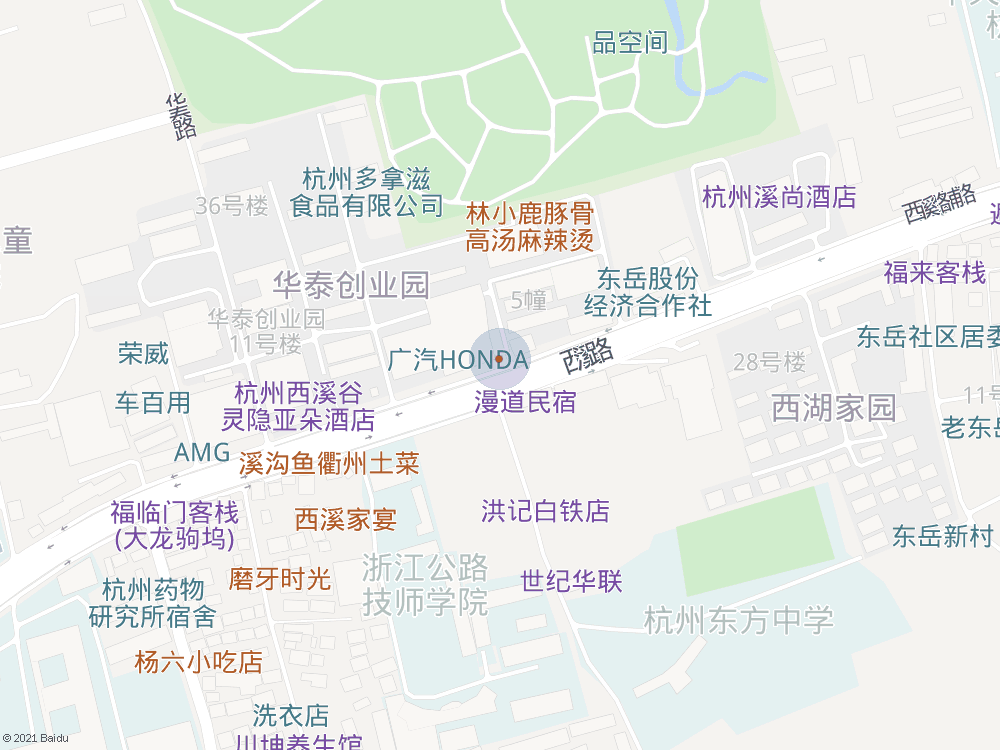 品空间
华泰路
杭州多拿滋
食品有限公司
36号楼
林小鹿豚骨
高汤麻辣烫
杭州溪尚酒店
西溪路辅路
童
福来客栈
华泰创业园
5幢
东岳股份
经济合作社
华泰创业园
11号楼
荣威
广汽HONDA
西溪路
28号楼
东岳社区居委
杭州西溪谷
灵隐亚朵酒店
车百用
漫道民宿
西湖家园
11号
老东岳
AMG
溪沟鱼衢州土菜
福临门客栈
(大龙驹坞)
西溪家宴
洪记白铁店
东岳新村
浙江公路
技师学院
磨牙时光
世纪华联
杭州药物
研究所宿舍
杭州东方中学
杨六小吃店
洗衣店
川坤养生馆
© 2021 Baidu